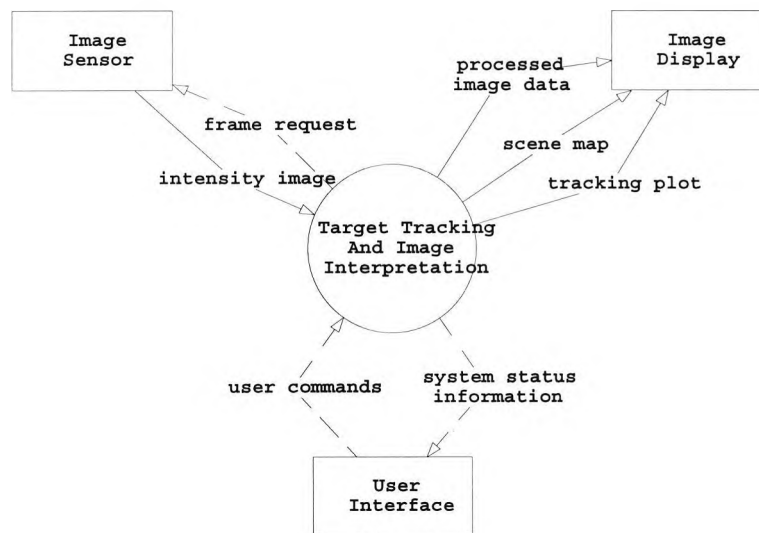 Image
Sensor
Image
Display
processed
image data
frame request
scene map
intensity image
tracking plot
Target Tracking
And Image
Interpretation
user commands
system status
information
User
Interface